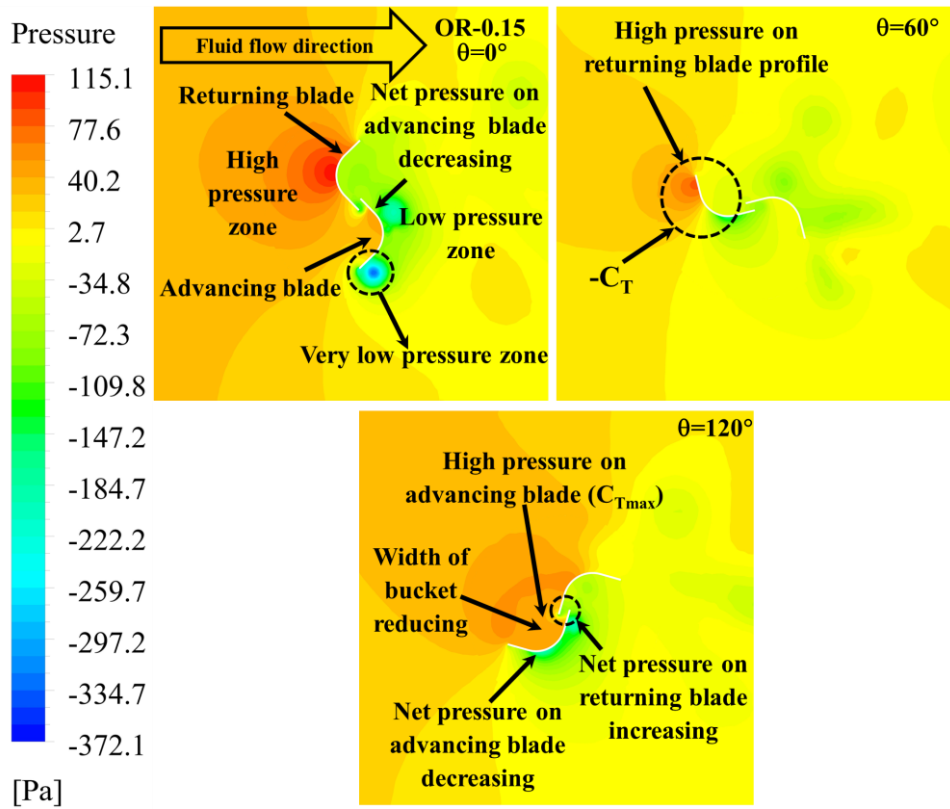 Pressure
115.1
77.6
40.2
2.7
-34.8
-72.3
-109.8
-147.2
-184.7
-222.2
-259.7
-297.2
-334.7
-372.1
[Pa]
Fluid flow direction
OR-0.15
θ=0°
Returning blade
Net pressure on
advancing blade
decreasing
High
pressure
zone
Low pressure
zone
Advancing blade
Very low pressure zone
High pressure on
returning blade profile
θ=60°
-C_T
θ=120°
High pressure on
advancing blade (C_Tmax)
Width of
bucket
reducing
Net pressure on
advancing blade
decreasing
Net pressure on
returning blade
increasing